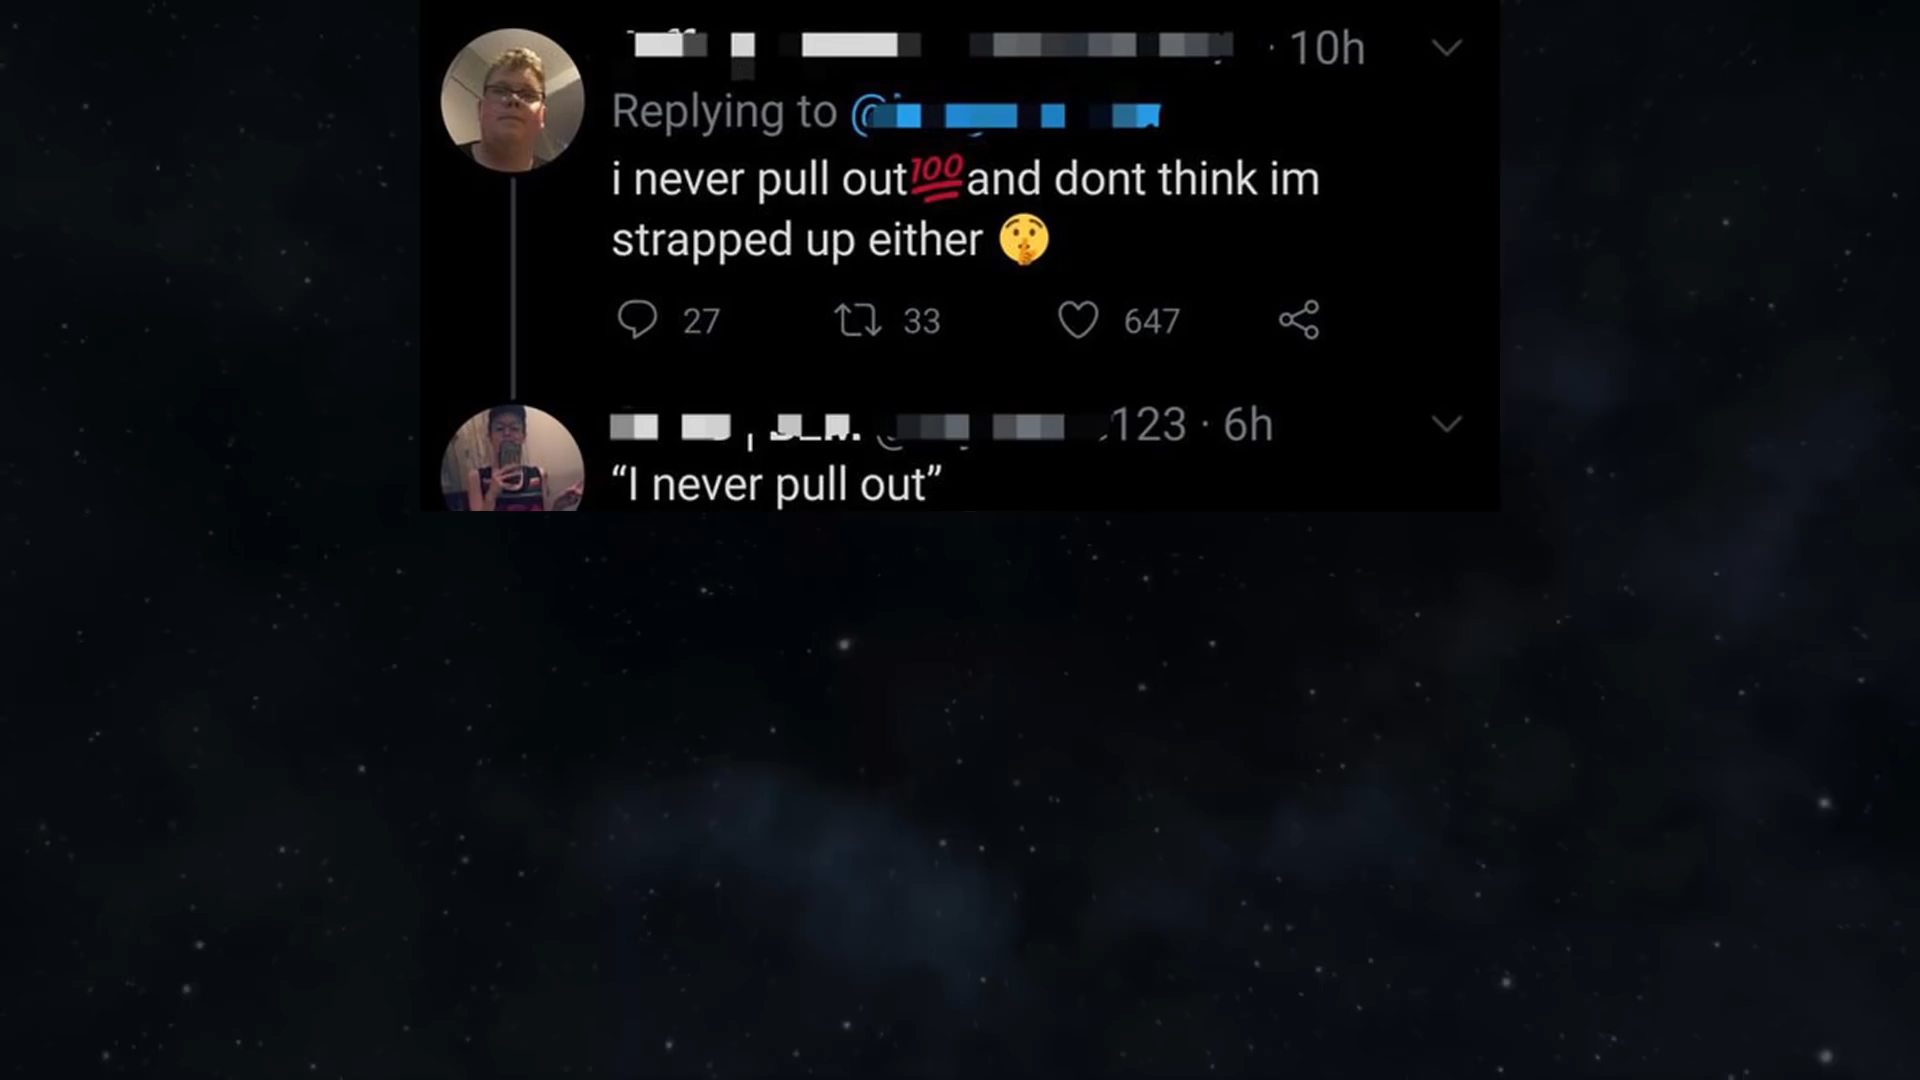 · 10h
Replying to
i never pull out💯and dont think im
strapped up either 🤫
27 33 647
123 · 6h
“I never pull out”